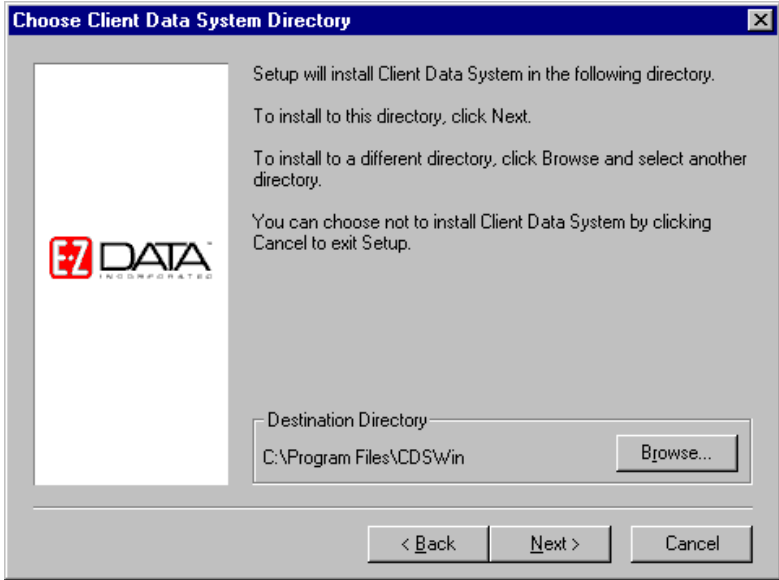 Choose Client Data System Directory
Setup will install Client Data System in the following directory.
To install to this directory, click Next.
To install to a different directory, click Browse and select another
directory.
You can choose not to install Client Data System by clicking
Cancel to exit Setup.
E·Z DATA™
INCORPORATED
Destination Directory
C:\Program Files\CDSWin
Browse...
< Back
Next >
Cancel